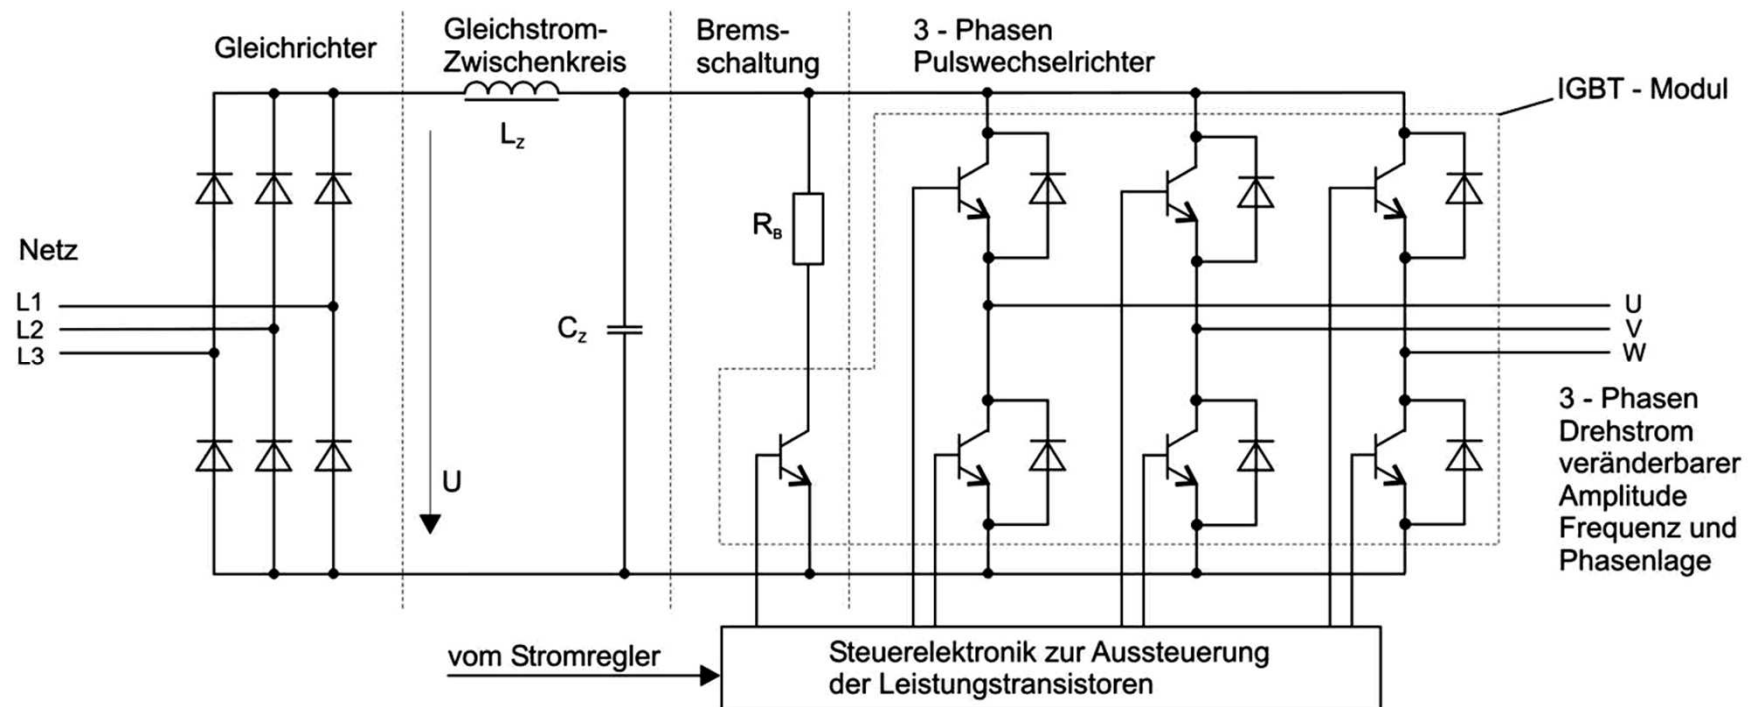 Gleichrichter
Gleichstrom-
Zwischenkreis
Brems-
schaltung
3 - Phasen
Pulswechselrichter
IGBT - Modul
Lz
RB
Netz
L1
L2
L3
Cz
U
U
V
W
3 - Phasen
Drehstrom
veränderbarer
Amplitude
Frequenz und
Phasenlage
vom Stromregler
Steuerelektronik zur Aussteuerung
der Leistungstransistoren